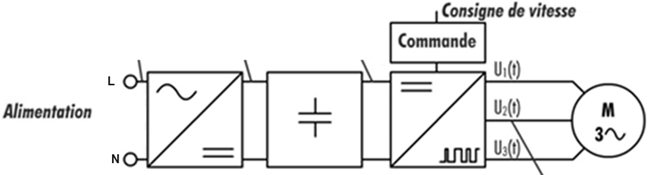 Consigne de vitesse
Commande
L
U1(t)
Alimentation
U2(t)
M
3~
N
U3(t)